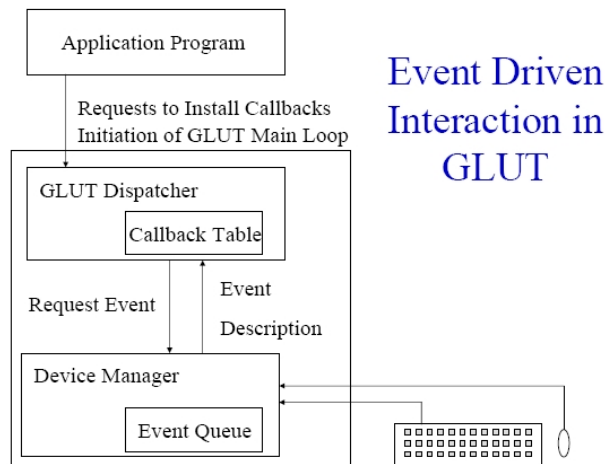 Application Program
Event Driven
Interaction in
GLUT
Requests to Install Callbacks
Initiation of GLUT Main Loop
GLUT Dispatcher
Callback Table
Request Event
Event
Description
Device Manager
Event Queue